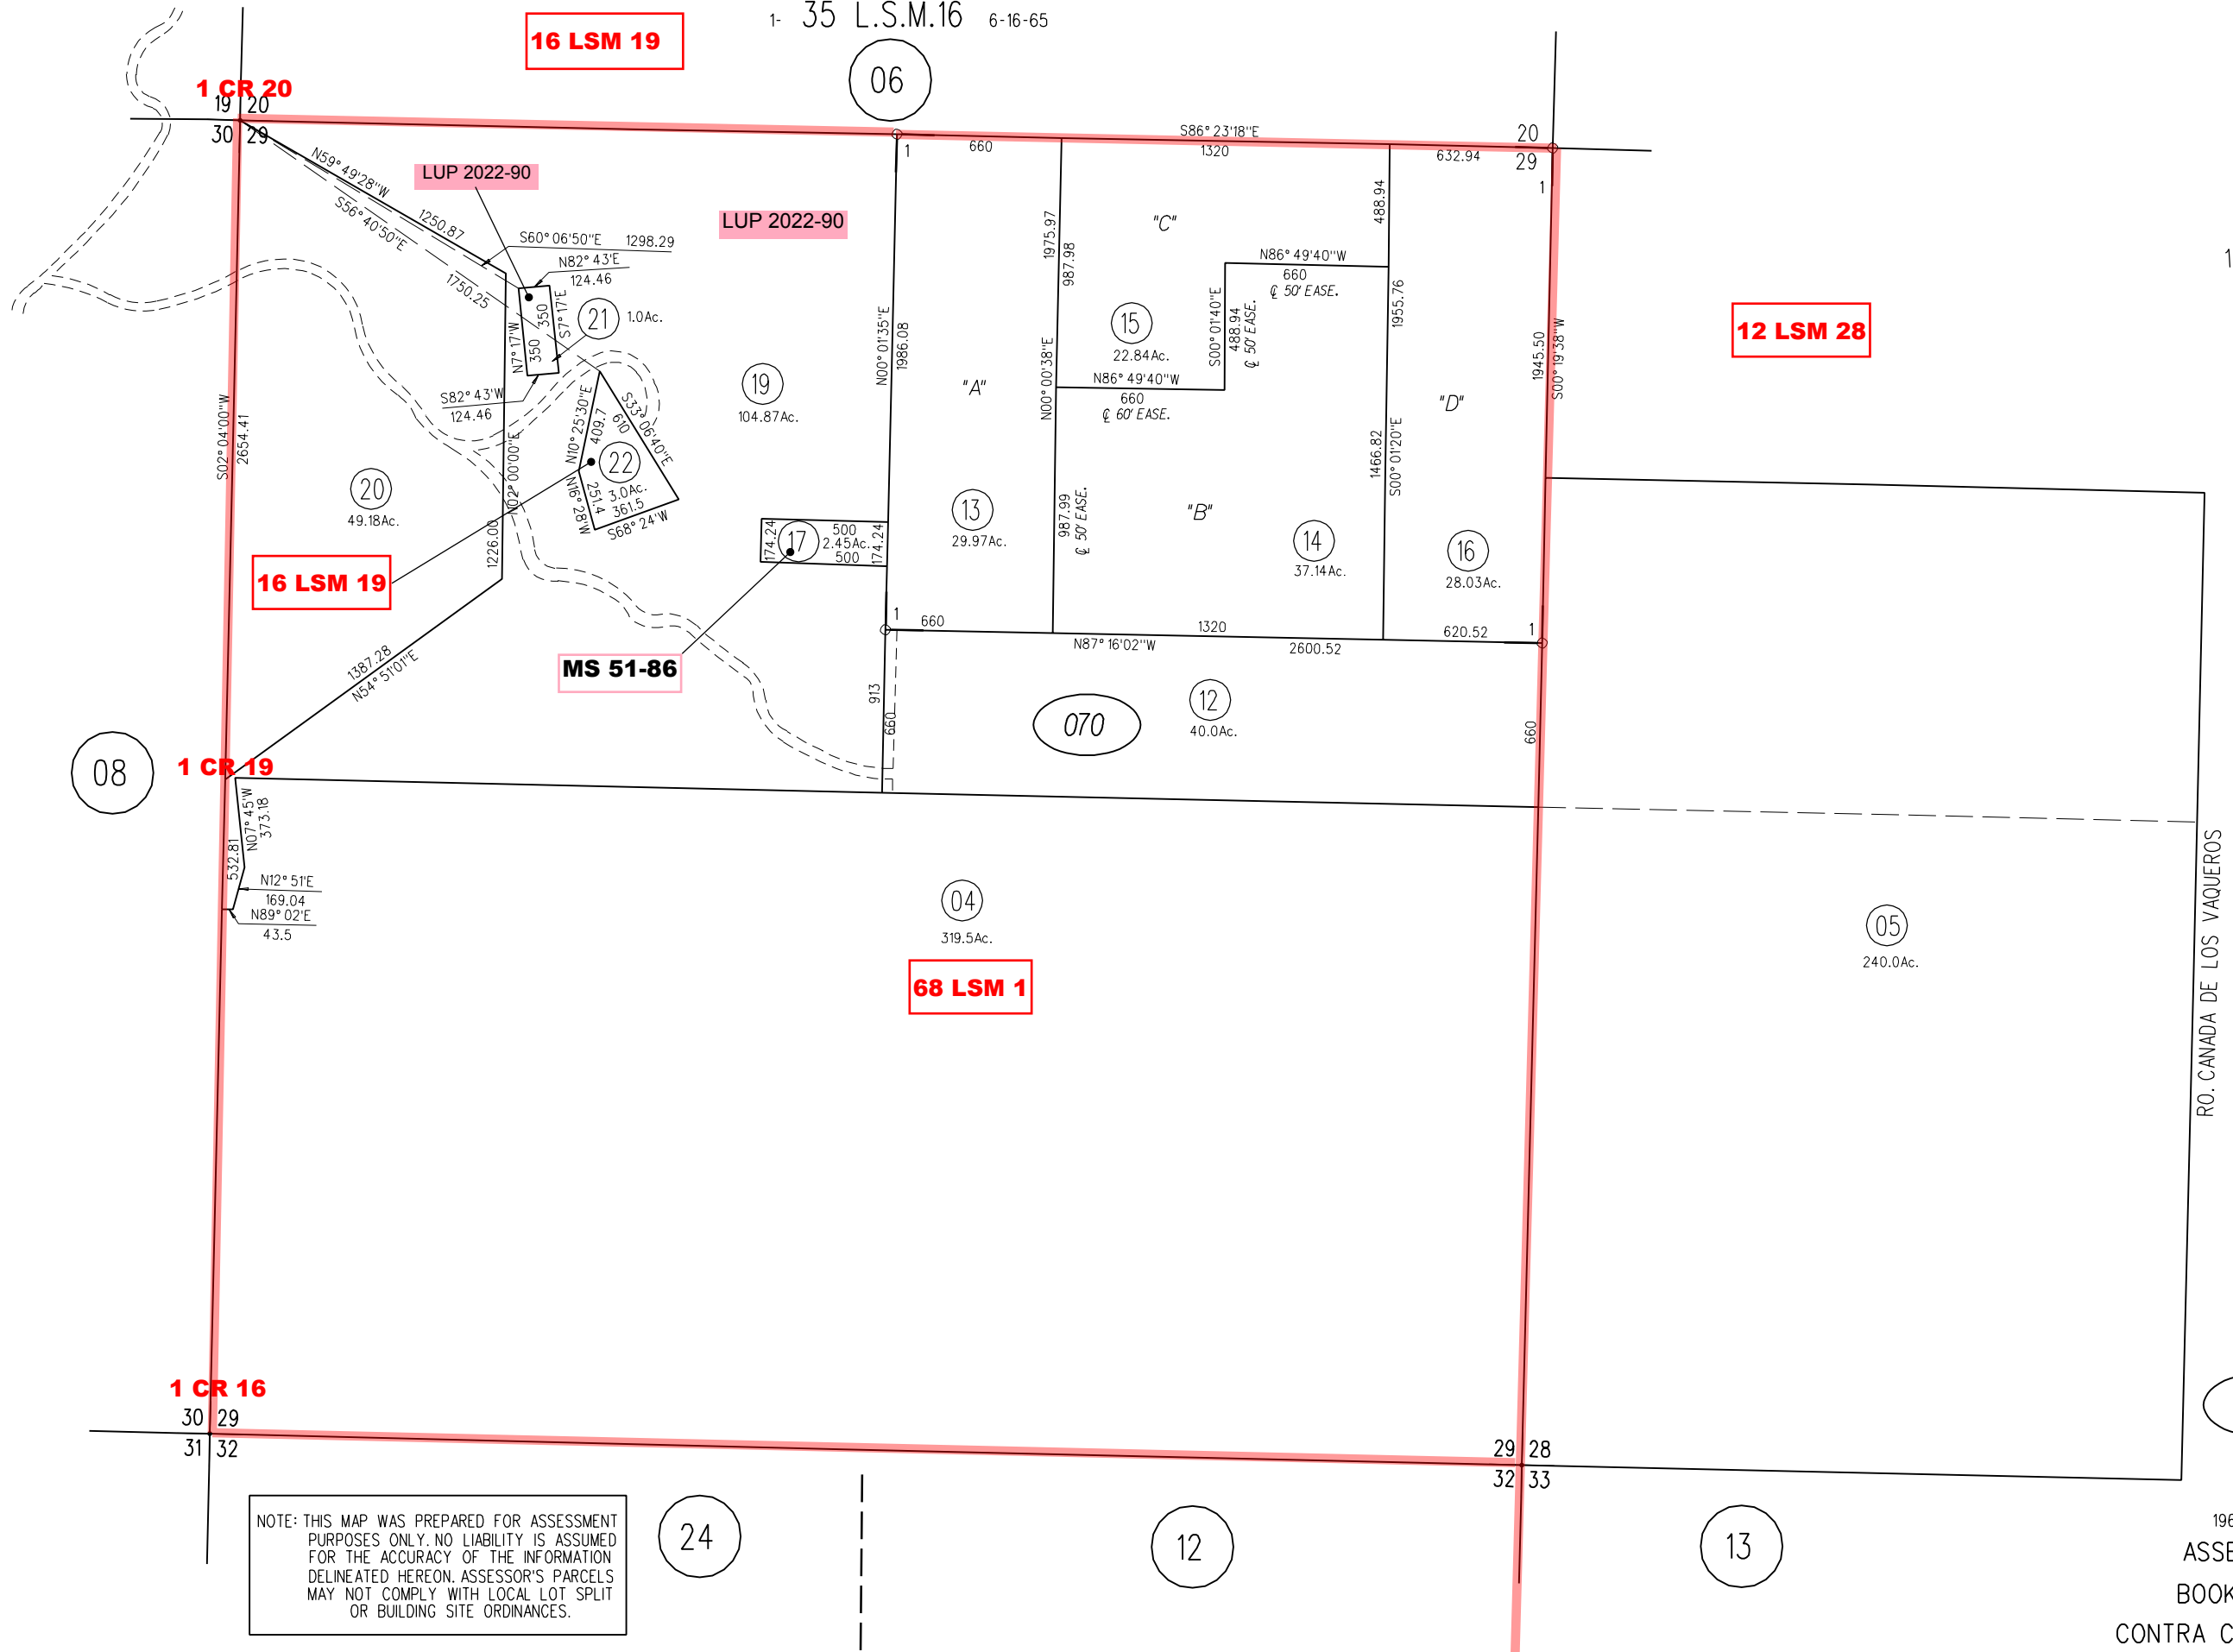 1- 35 L.S.M.16 6-16-65
16 LSM 19
06
1 CR 20
19 20
30 29
S86° 23'18"E
20
29
660
1320
632.94
1
1
N59° 49'28"W
1250.87
LUP 2022-90
S56° 40'50"E
1750.25
LUP 2022-90
S60° 06'50"E 1298.29
N82° 43'E
124.46
N7° 17'W
350
350
S7° 17'E
21 1.0Ac.
S82° 43'W
124.46
"C"
1975.97
987.98
488.94
N86° 49'40"W
660
℄ 50' EASE.
S00° 01'40"E
488.94
℄ 50' EASE.
15
22.84Ac.
N86° 49'40"W
660
℄ 60' EASE.
N00° 01'35"E
1986.08
N00° 00'38"E
"A"
1955.76
"D"
1945.50
S00° 19'38"W
12 LSM 28
19
104.87Ac.
S02° 04'00"W
2654.41
20
49.18Ac.
N02° 00'00"E
1226.00
N10° 25'30"E
409.7
610
S33° 06'40"E
22
3.0Ac.
361.5
S68° 24'W
251.4
N16° 28'W
1466.82
S00° 01'20"E
13
29.97Ac.
987.99
℄ 50' EASE.
"B"
14
37.14Ac.
16
28.03Ac.
174.24
17
500
2.45Ac.
500
174.24
16 LSM 19
MS 51-86
1387.28
N54° 51'01"E
1
660
1320
620.52
1
N87° 16'02"W
2600.52
913
660
070
12
40.0Ac.
660
08
1 CR 19
N07° 45'W
373.18
532.81
N12° 51'E
169.04
N89° 02'E
43.5
04
319.5Ac.
68 LSM 1
05
240.0Ac.
RO. CANADA DE LOS VAQUEROS
1
1 CR 16
30 29
31 32
29 28
32 33
NOTE: THIS MAP WAS PREPARED FOR ASSESSMENT
PURPOSES ONLY. NO LIABILITY IS ASSUMED
FOR THE ACCURACY OF THE INFORMATION
DELINEATED HEREON. ASSESSOR'S PARCELS
MAY NOT COMPLY WITH LOCAL LOT SPLIT
OR BUILDING SITE ORDINANCES.
24
12
13
196
ASSE
BOOK
CONTRA C